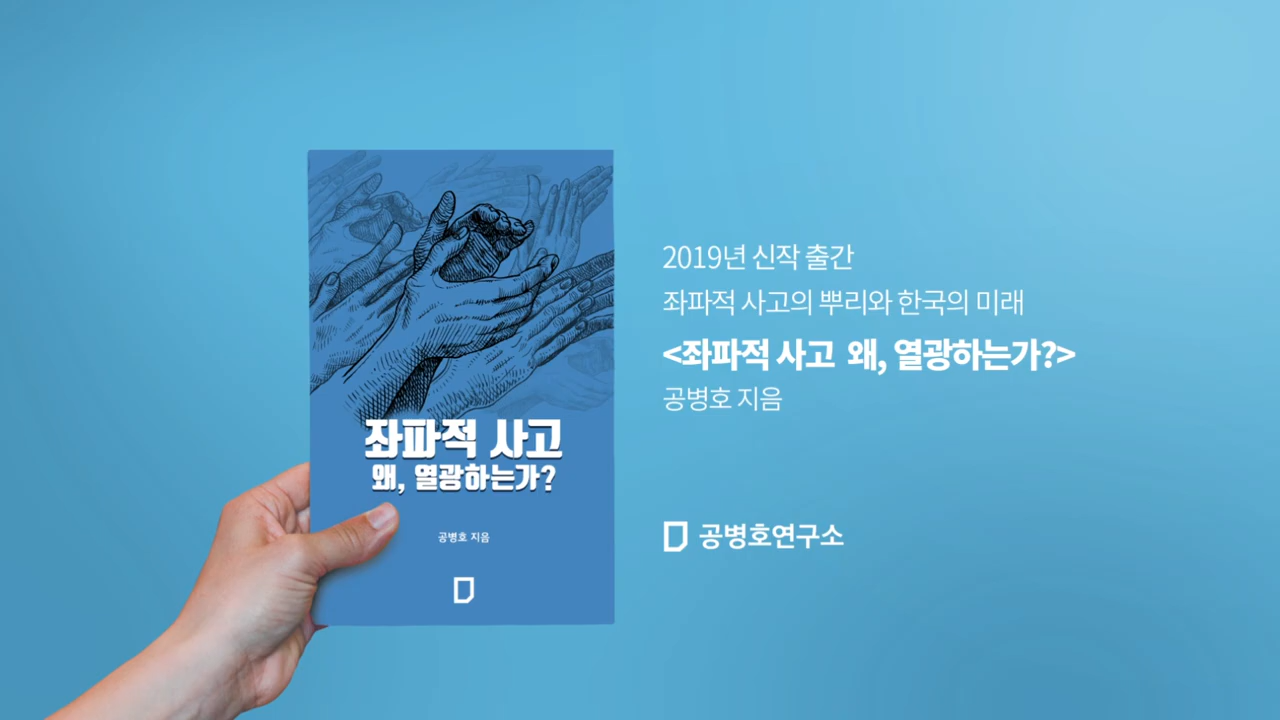 좌파적 사고
왜, 열광하는가?
공병호 지음
2019년 신작 출간
좌파적 사고의 뿌리와 한국의 미래
<좌파적 사고 왜, 열광하는가?>
공병호 지음
공병호연구소